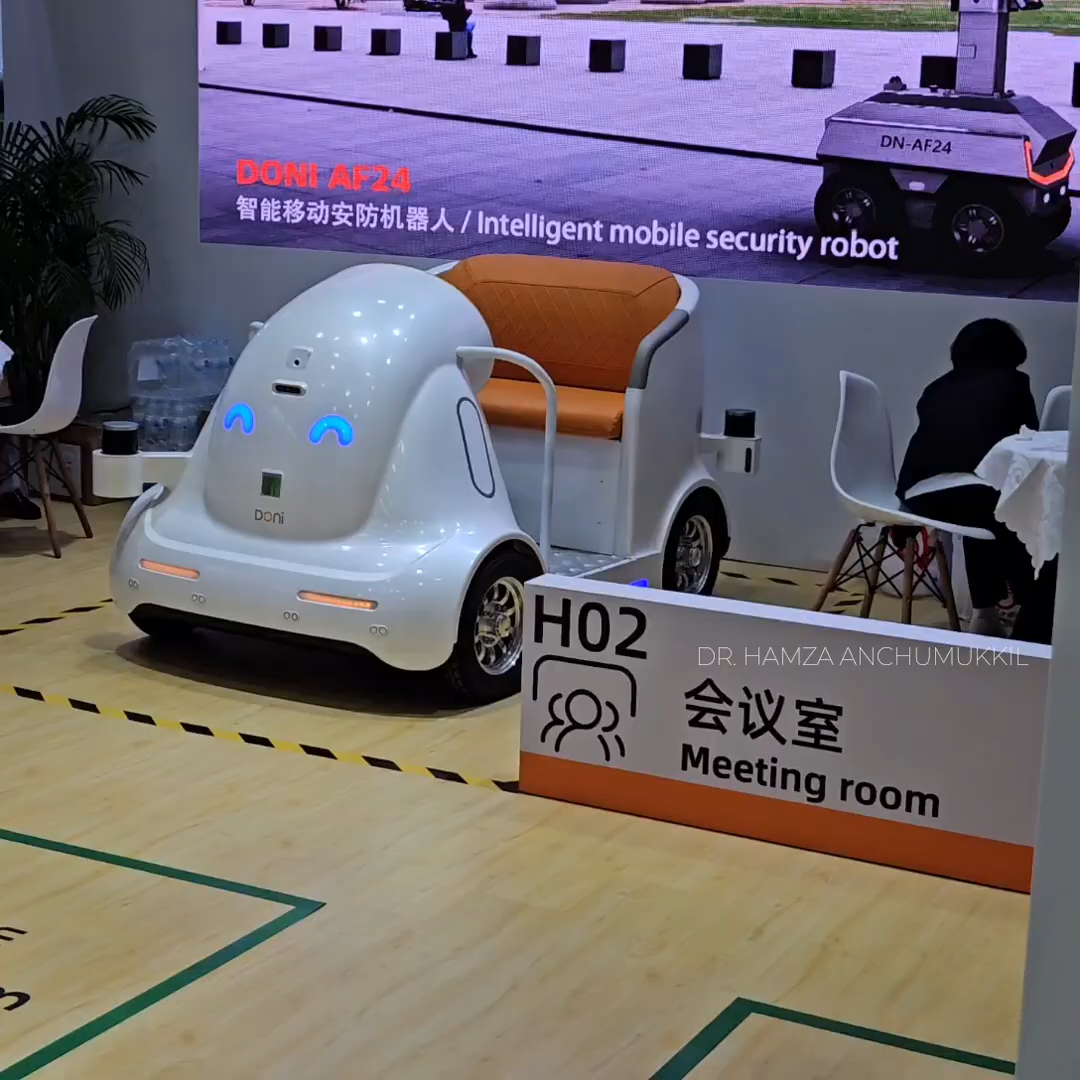 DN-AF24
DONI AF24
智能移动安防机器人 / Intelligent mobile security robot
Doni
H02
DR. HAMZA ANCHUMUKKIL
会议室
Meeting room